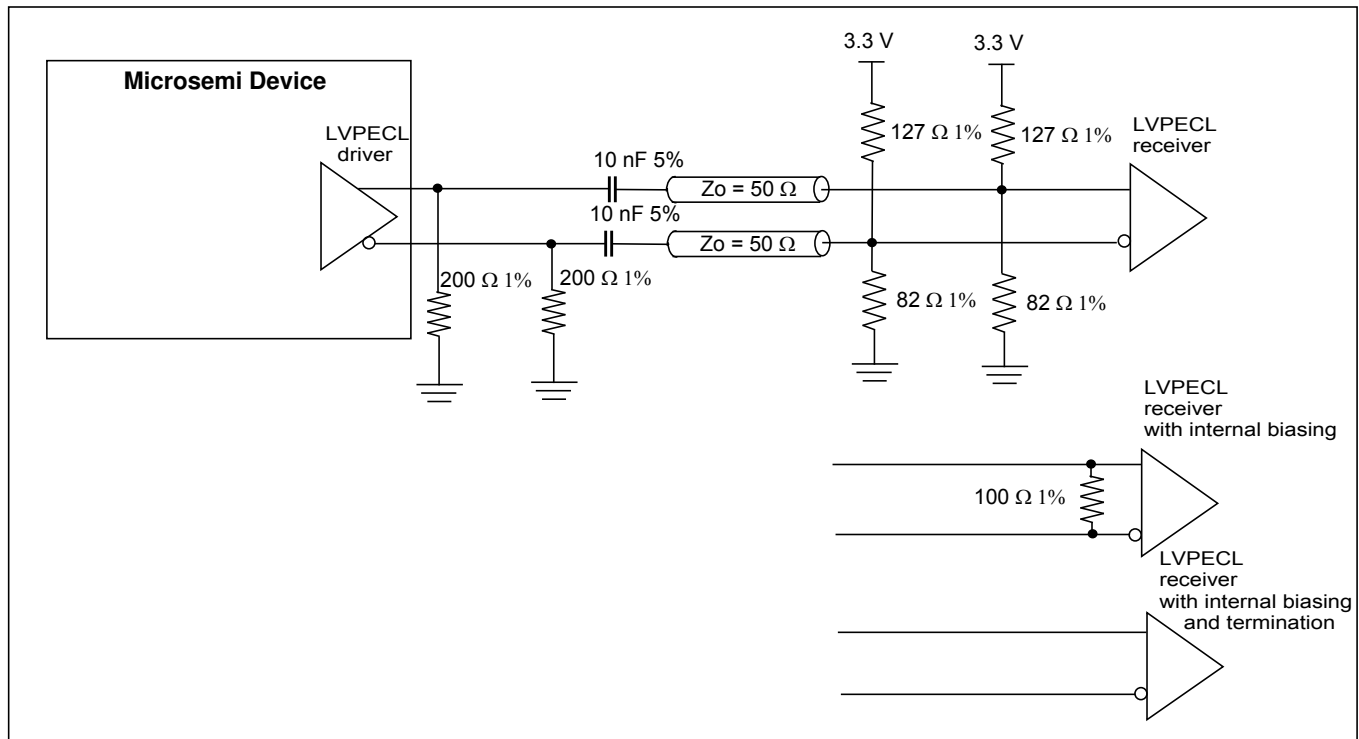 Microsemi Device
LVPECL
driver
10 nF 5%
Zo = 50 Ω
10 nF 5%
Zo = 50 Ω
200 Ω 1%
200 Ω 1%
3.3 V
3.3 V
127 Ω 1%
127 Ω 1%
LVPECL
receiver
82 Ω 1%
82 Ω 1%
LVPECL
receiver
with internal biasing
100 Ω 1%
LVPECL
receiver
with internal biasing
and termination